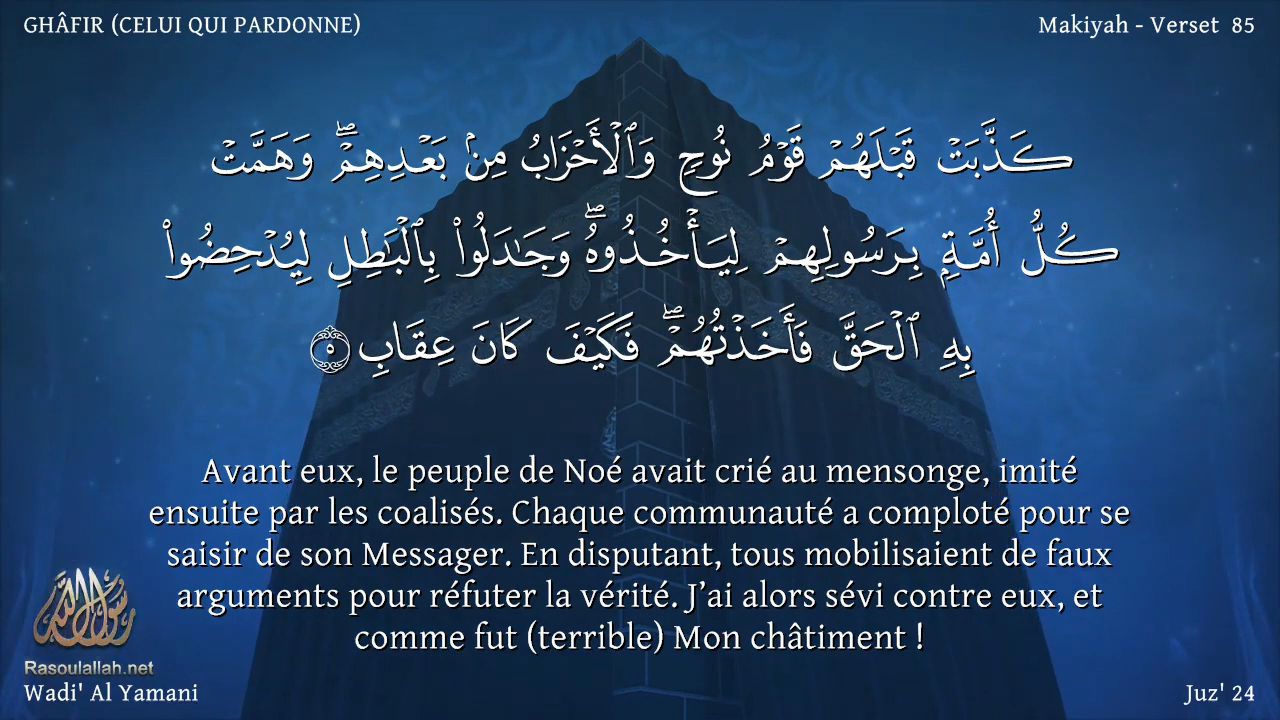 GHÂFIR (CELUI QUI PARDONNE)
Makiyah - Verset 85
كَذَّبَتْ قَبْلَهُمْ قَوْمُ نُوحٍ وَٱلْأَحْزَابُ مِنۢ بَعْدِهِمْ ۖ وَهَمَّتْ
كُلُّ أُمَّةٍۭ بِرَسُولِهِمْ لِيَأْخُذُوهُ ۖ وَجَـٰدَلُوا۟ بِٱلْبَـٰطِلِ لِيُدْحِضُوا۟
بِهِ ٱلْحَقَّ فَأَخَذْتُهُمْ ۖ فَكَيْفَ كَانَ عِقَابِ ٥
Avant eux, le peuple de Noé avait crié au mensonge, imité
ensuite par les coalisés. Chaque communauté a comploté pour se
saisir de son Messager. En disputant, tous mobilisaient de faux
arguments pour réfuter la vérité. J’ai alors sévi contre eux, et
comme fut (terrible) Mon châtiment !
رسول الله
Rasoulallah.net
Wadi' Al Yamani
Juz' 24